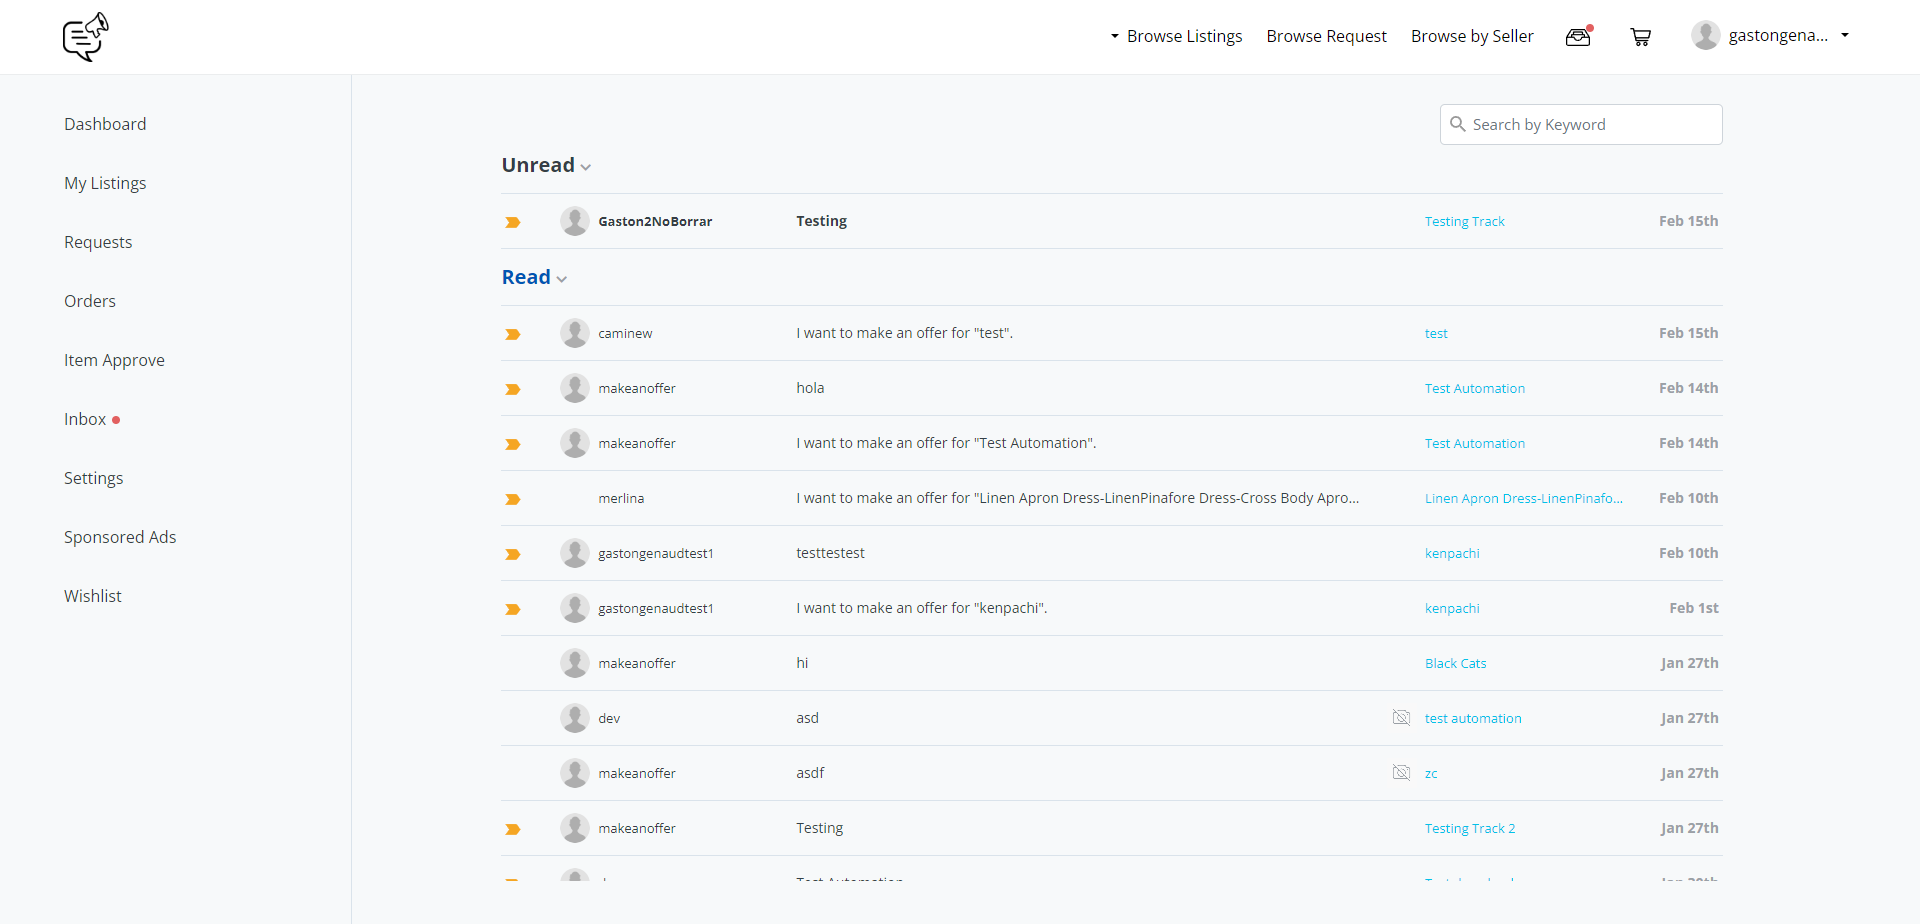 Browse Listings Browse Request Browse by Seller gastongena...
Dashboard
My Listings
Requests
Orders
Item Approve
Inbox
Settings
Sponsored Ads
Wishlist
Search by Keyword
Unread
Gaston2NoBorrar Testing Testing Track Feb 15th
Read
caminew I want to make an offer for "test". test Feb 15th
makeanoffer hola Test Automation Feb 14th
makeanoffer I want to make an offer for "Test Automation". Test Automation Feb 14th
merlina I want to make an offer for "Linen Apron Dress-LinenPinafore Dress-Cross Body Apro... Linen Apron Dress-LinenPinafo... Feb 10th
gastongenaudtest1 testtestest kenpachi Feb 10th
gastongenaudtest1 I want to make an offer for "kenpachi". kenpachi Feb 1st
makeanoffer hi Black Cats Jan 27th
dev asd test automation Jan 27th
makeanoffer asdf zc Jan 27th
makeanoffer Testing Testing Track 2 Jan 27th
Test Automation